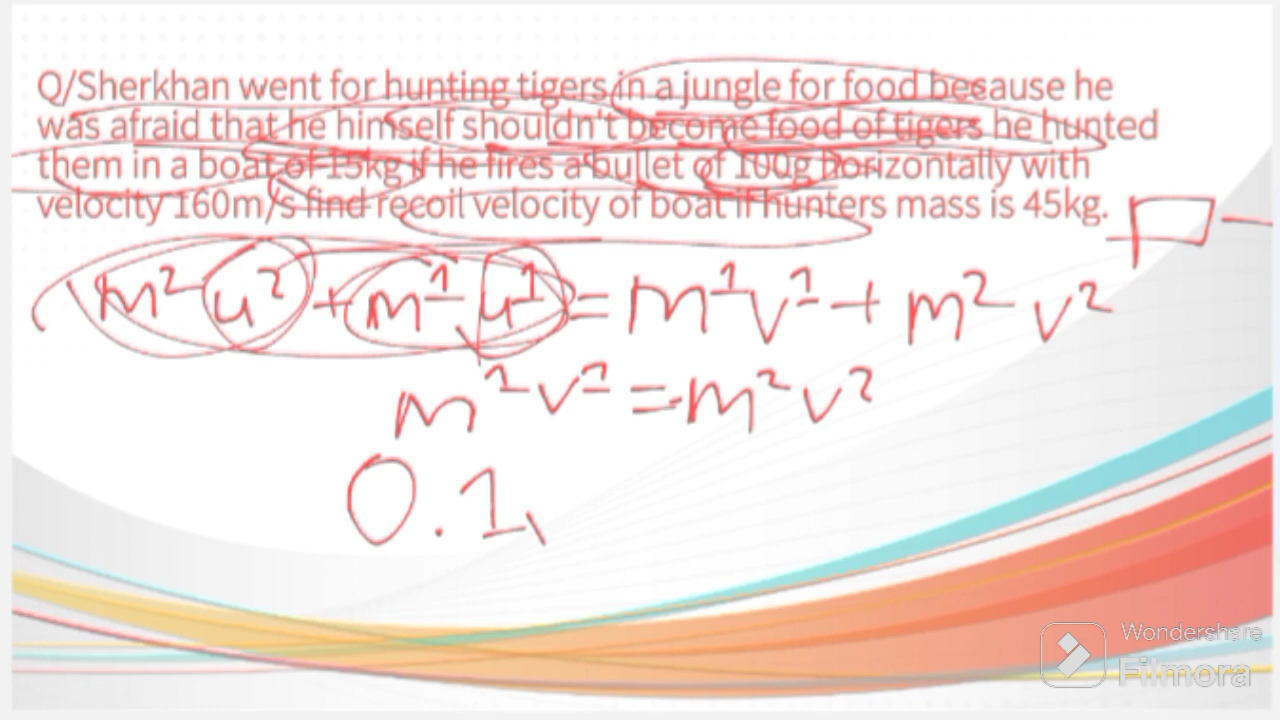 Q/Sherkhan went for hunting tigers in a jungle for food because he
was afraid that he himself shouldn't become food of tigers he hunted
them in a boat of 15kg if he fires a bullet of 100g horizontally with
velocity 160m/s find recoil velocity of boat if hunters mass is 45kg.
m²u²+m¹u¹=m¹v¹+m²v²
m¹v¹=-m²v²
0.1
Wondershare
Filmora